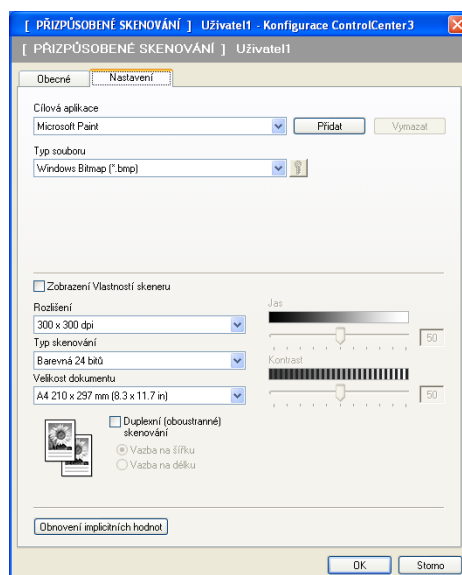 [ PŘIZPŮSOBENÉ SKENOVÁNÍ ] Uživatel1 - Konfigurace ControlCenter3
[ PŘIZPŮSOBENÉ SKENOVÁNÍ ] Uživatel1
Obecné Nastavení
Cílová aplikace
Microsoft Paint Přidat Vymazat
Typ souboru
Windows Bitmap (*.bmp)
Zobrazení Vlastností skeneru
Rozlišení Jas
300 x 300 dpi 50
Typ skenování
Barevná 24 bitů Kontrast
Velikost dokumentu
A4 210 x 297 mm (8.3 x 11.7 in) 50
Duplexní (oboustranné)
skenování
Vazba na šířku
Vazba na délku
Obnovení implicitních hodnot
OK Storno